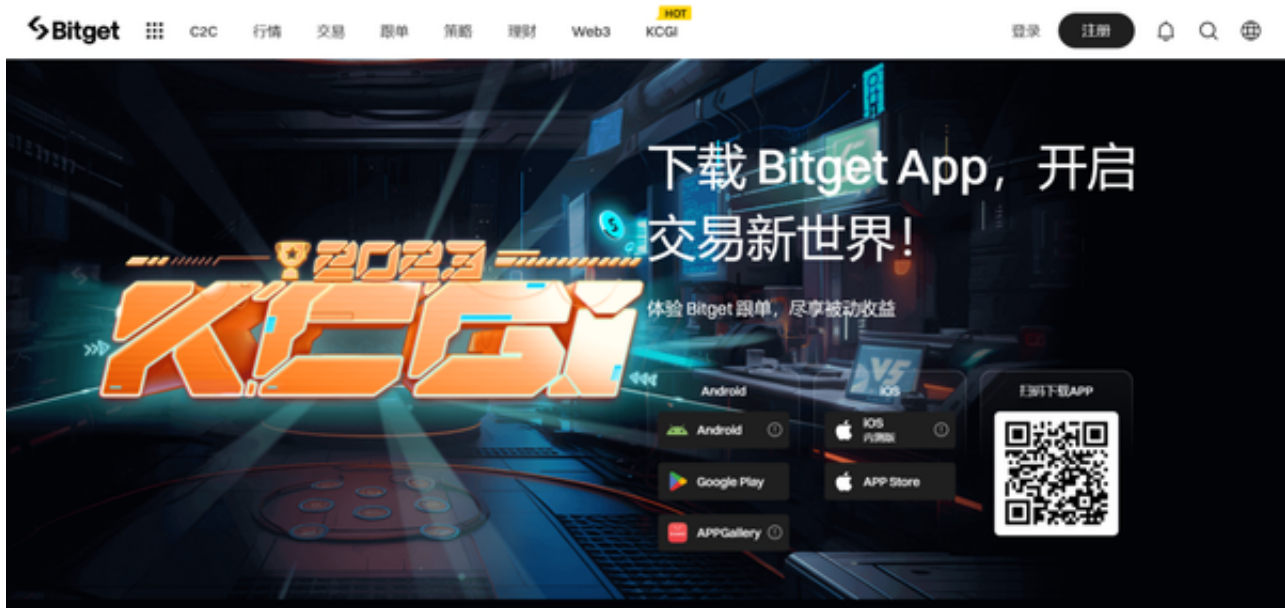 Bitget
C2C
行情
交易
跟单
策略
理财
Web3
HOT
KCGI
登录
注册
下载 Bitget App，开启
交易新世界！
体验 Bitget 跟单，尽享被动收益
2023
KCGI
VS
Android
iOS
扫码下载APP
Android
iOS
内测版
Google Play
APP Store
APPGallery